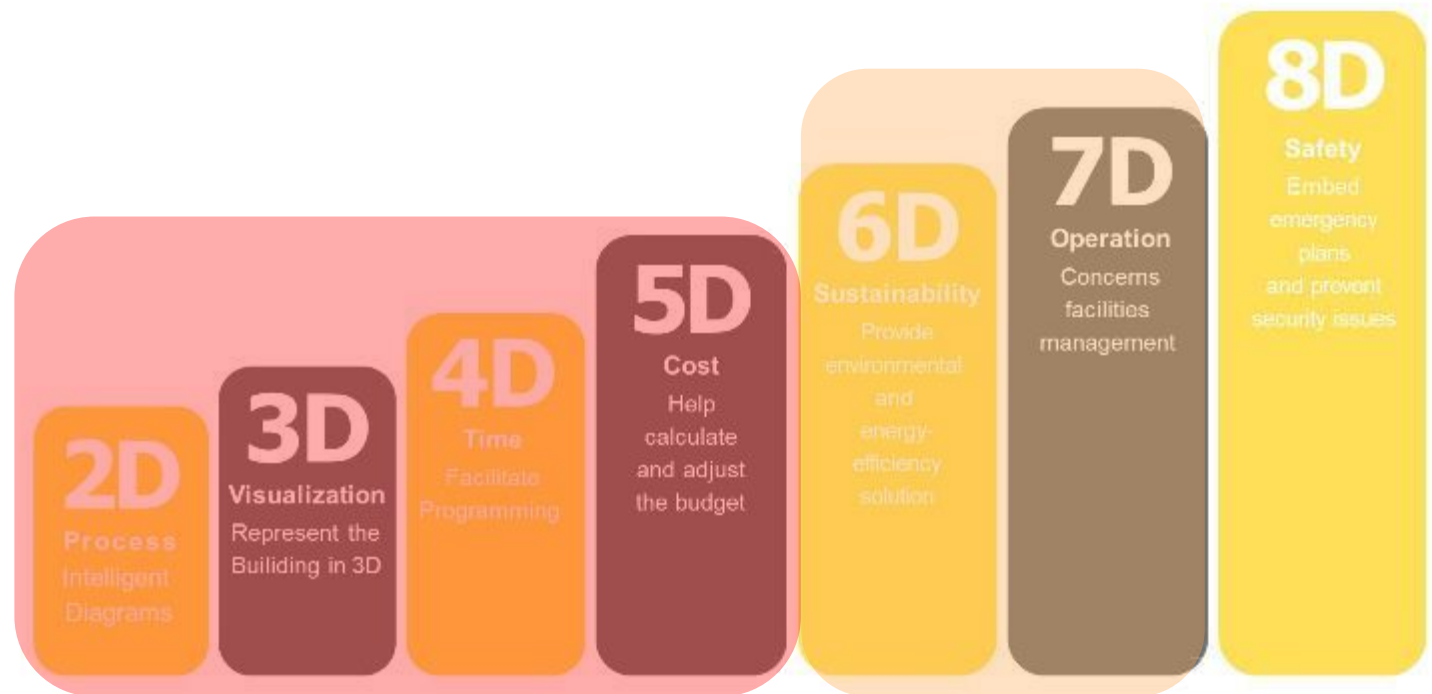 2D
Process
Intelligent
Diagrams
3D
Visualization
Represent the
Builiding in 3D
4D
Time
Facilitate
Programming
5D
Cost
Help
calculate
and adjust
the budget
6D
Sustainability
Provide
environmental
and
energy-
efficiency
solution
7D
Operation
Concerns
facilities
management
8D
Safety
Embed
emergency
plans
and prevent
security issues